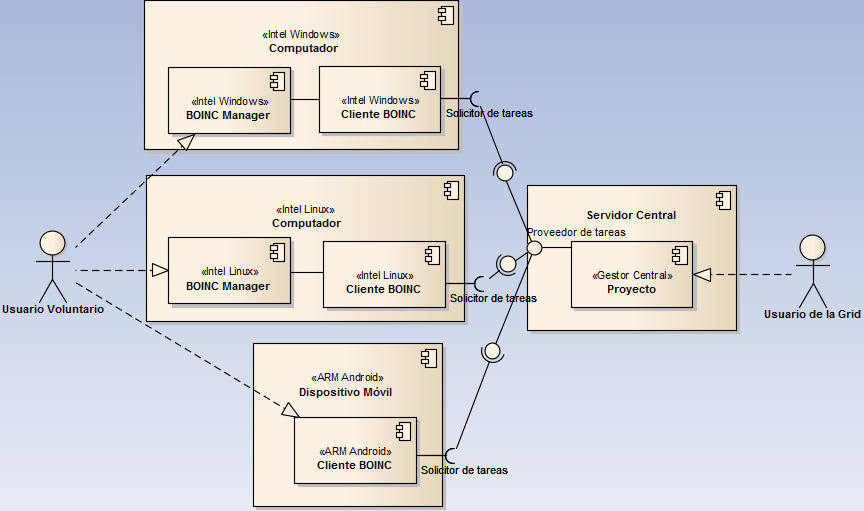 «Intel Windows»
Computador
«Intel Windows»
BOINC Manager
«Intel Windows»
Cliente BOINC
Solicitor de tareas
«Intel Linux»
Computador
«Intel Linux»
BOINC Manager
«Intel Linux»
Cliente BOINC
Solicitor de tareas
Servidor Central
Proveedor de tareas
«Gestor Central»
Proyecto
Usuario Voluntario
Usuario de la Grid
«ARM Android»
Dispositivo Móvil
«ARM Android»
Cliente BOINC
Solicitor de tareas